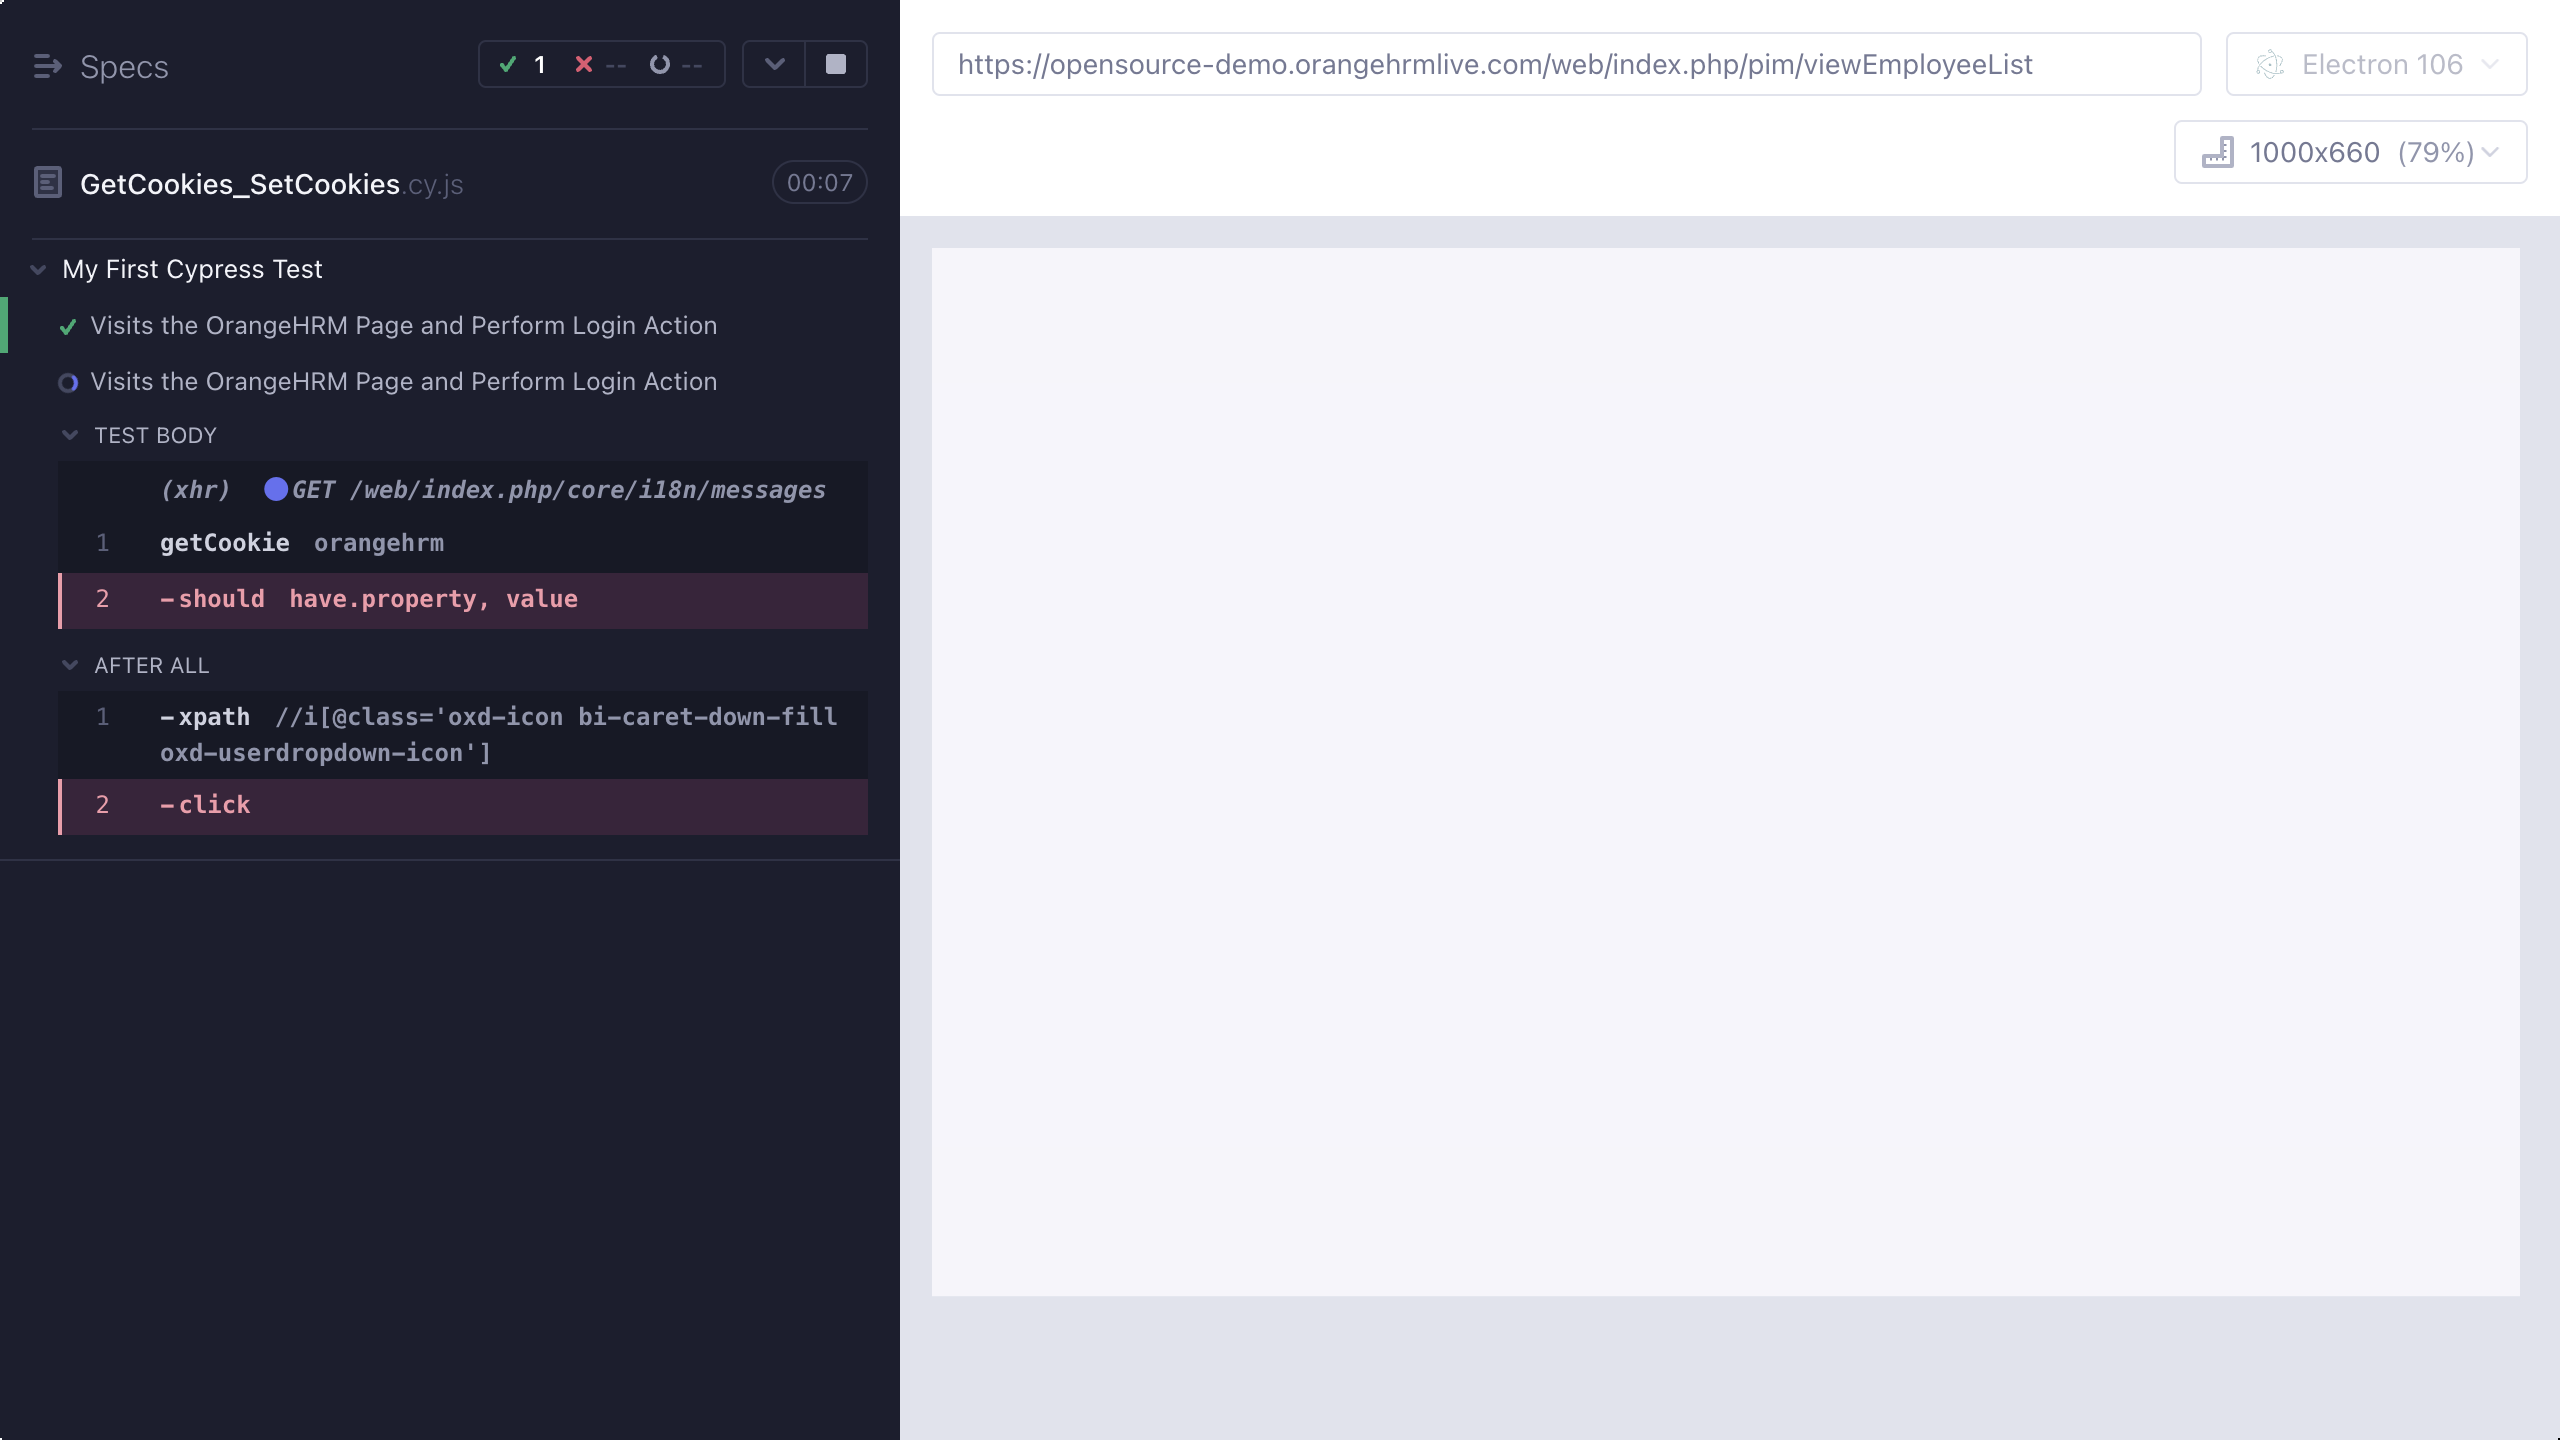 Specs
1 -- --
GetCookies_SetCookies.cy.js
00:07
My First Cypress Test
Visits the OrangeHRM Page and Perform Login Action
Visits the OrangeHRM Page and Perform Login Action
TEST BODY
(xhr) GET /web/index.php/core/i18n/messages
1 getCookie orangehrm
2 -should have.property, value
AFTER ALL
1 -xpath //i[@class='oxd-icon bi-caret-down-fill
oxd-userdropdown-icon']
2 -click
https://opensource-demo.orangehrmlive.com/web/index.php/pim/viewEmployeeList
Electron 106
1000x660 (79%)